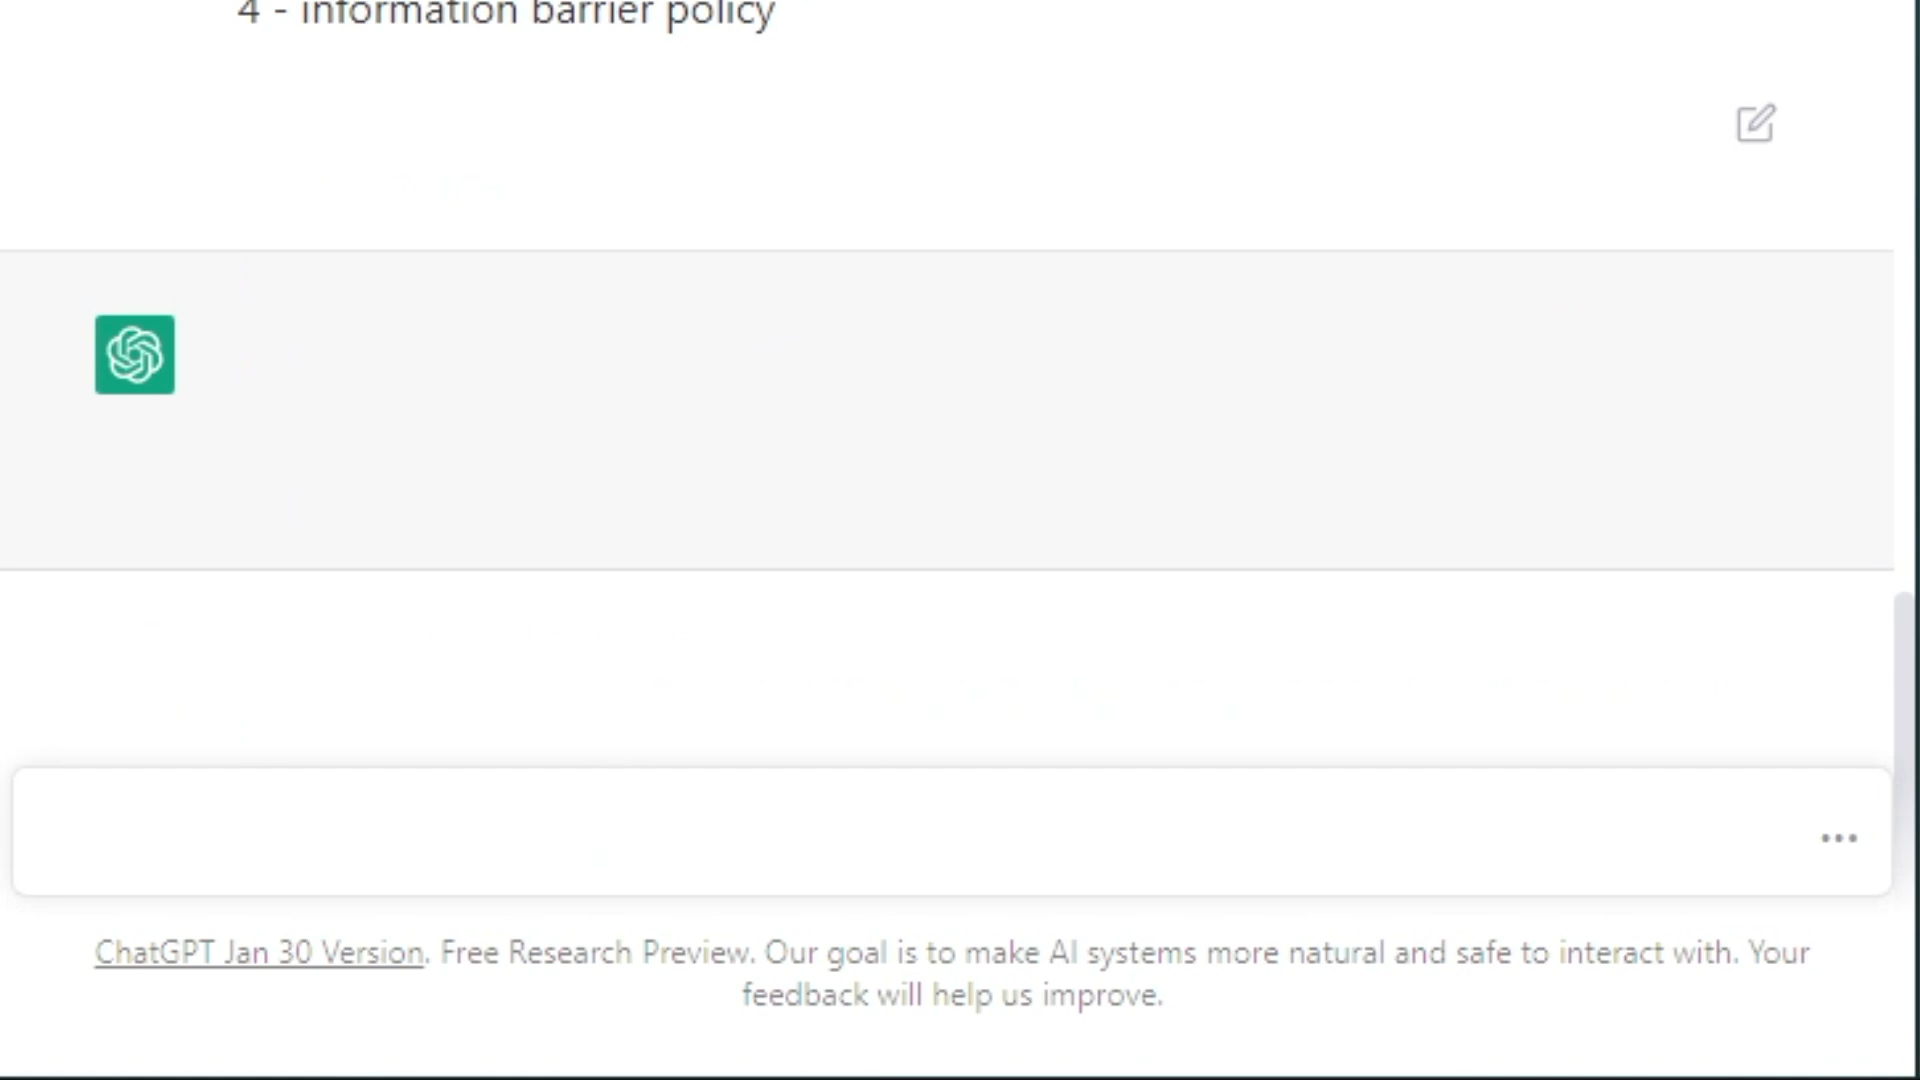 4 - information barrier policy
ChatGPT Jan 30 Version. Free Research Preview. Our goal is to make AI systems more natural and safe to interact with. Your
feedback will help us improve.